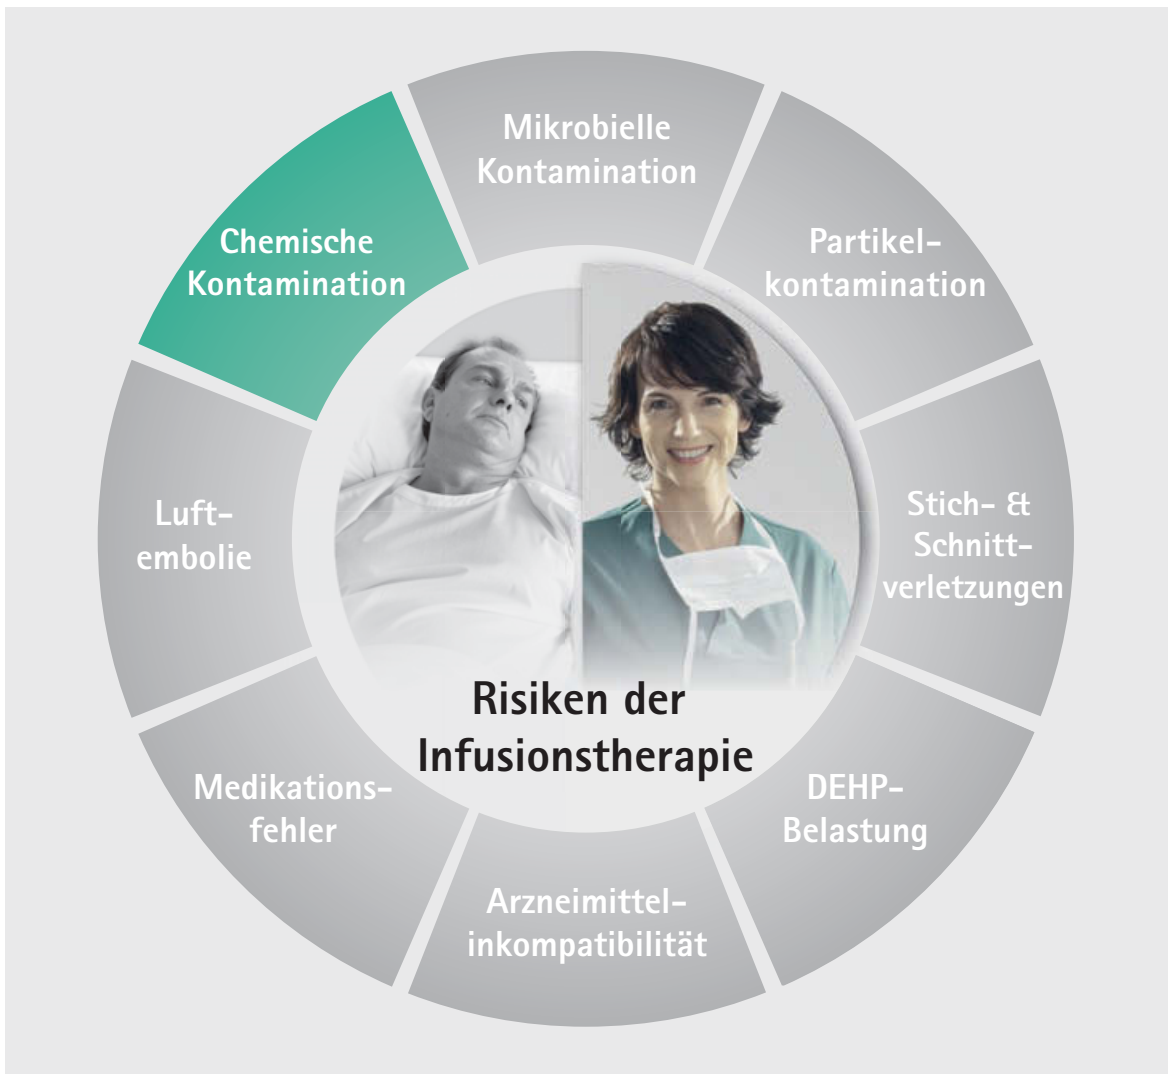 Mikrobielle
Kontamination
Partikel-
kontamination
Stich- &
Schnitt-
verletzungen
DEHP-
Belastung
Arzneimittel-
inkompatibilität
Medikations-
fehler
Luft-
embolie
Chemische
Kontamination
Risiken der
Infusionstherapie